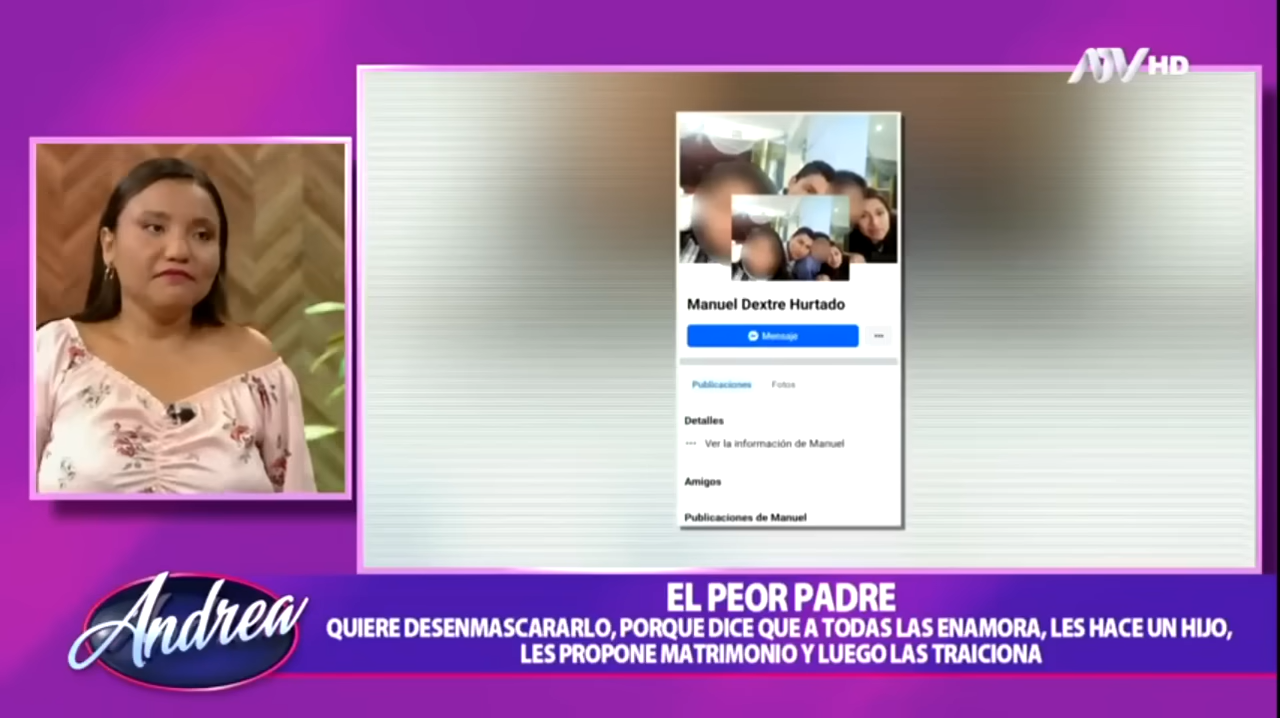 ATV HD
Manuel Dextre Hurtado
Mensaje
Publicaciones Fotos
Detalles
Ver la información de Manuel
Amigos
Publicaciones de Manuel
Andrea
EL PEOR PADRE
QUIERE DESENMASCARARLO, PORQUE DICE QUE A TODAS LAS ENAMORA, LES HACE UN HIJO,
LES PROPONE MATRIMONIO Y LUEGO LAS TRAICIONA